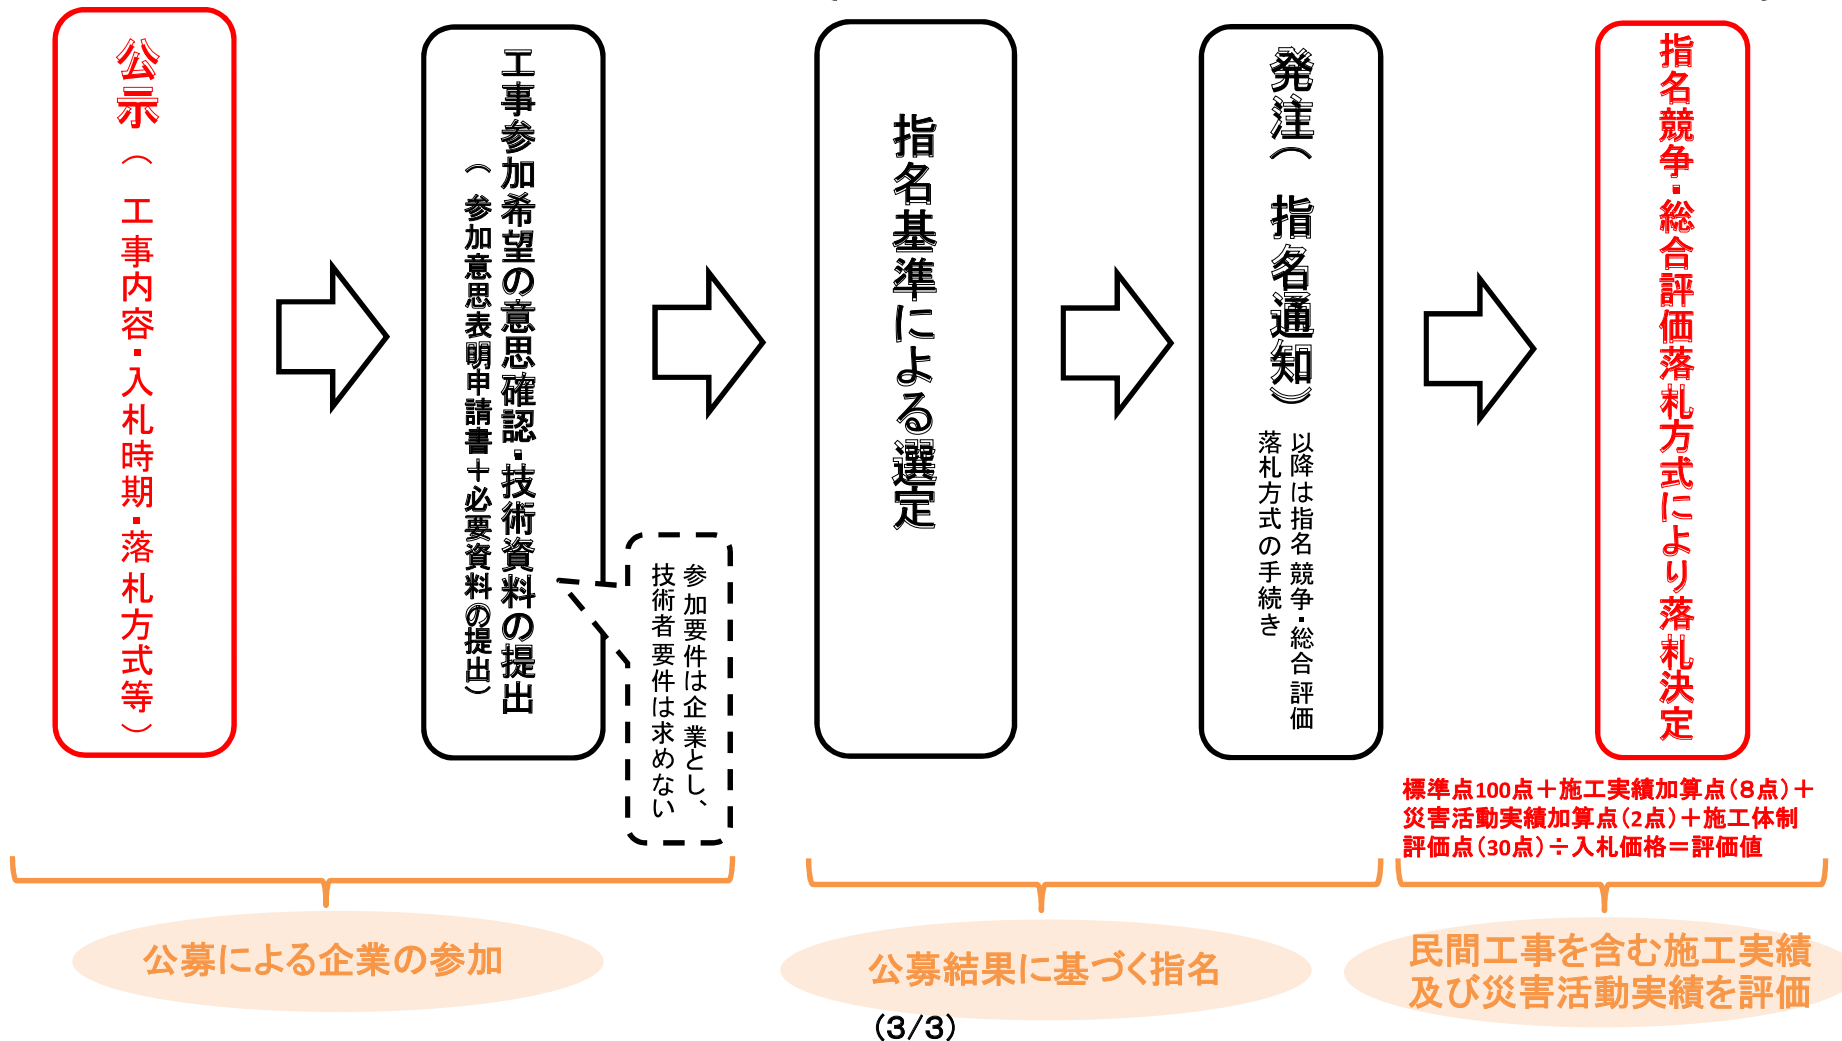 公示（工事内容・入札時期・落札方式等）
工事参加希望の意思確認・技術資料の提出
（参加意思表明申請書＋必要資料の提出）
参加要件は企業とし、
技術者要件は求めない
指名基準による選定
発注（指名通知）
以降は指名競争・総合評価
落札方式の手続き
指名競争・総合評価落札方式により落札決定
標準点100点＋施工実績加算点（８点）＋
災害活動実績加算点（2点）＋施工体制
評価点（30点）÷入札価格＝評価値
公募による企業の参加
公募結果に基づく指名
民間工事を含む施工実績
及び災害活動実績を評価
(3/3)